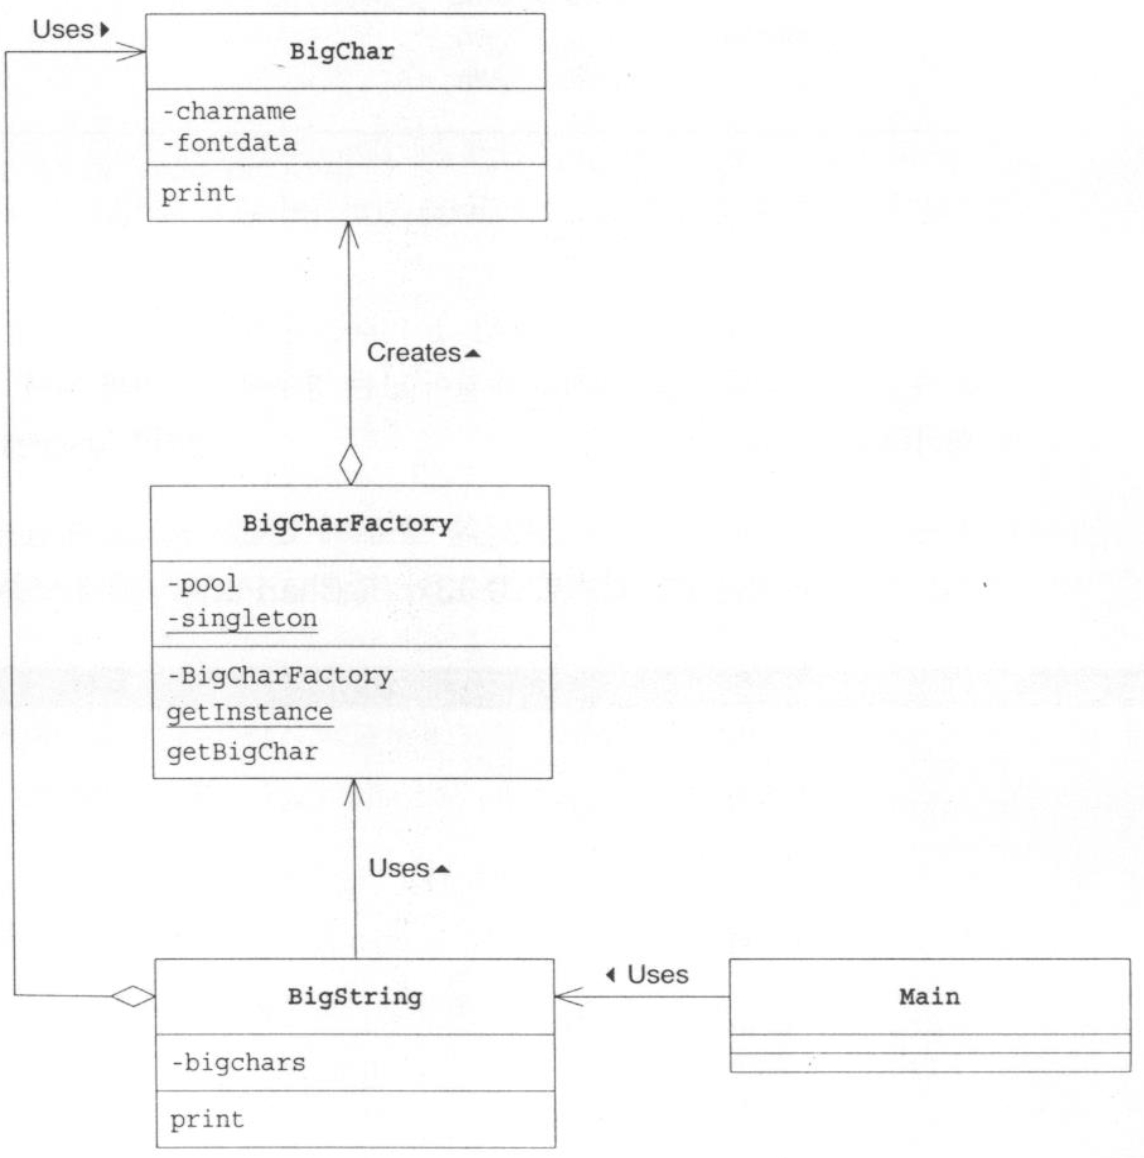 Uses
BigChar
-charname
-fontdata
print
Creates
BigCharFactory
-pool
-singleton
-BigCharFactory
getInstance
getBigChar
Uses
BigString
-bigchars
print
Uses
Main